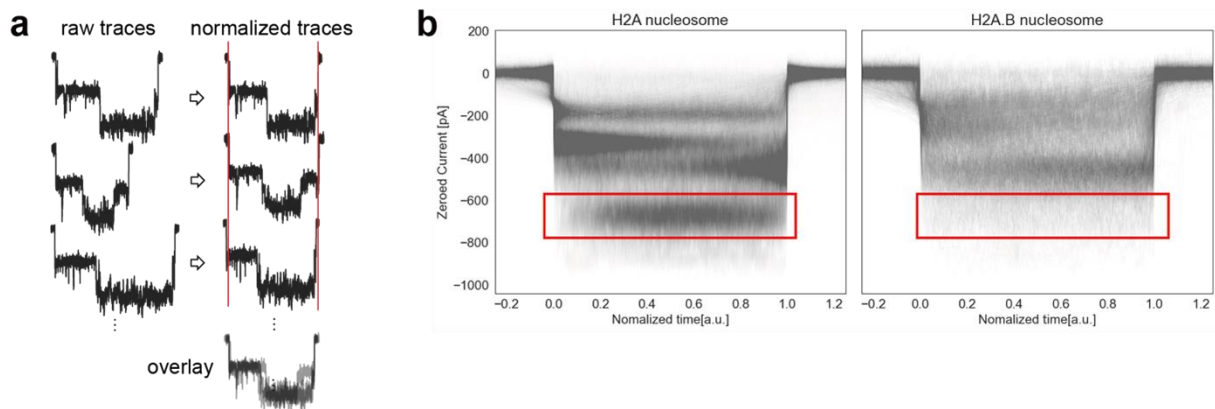 a
raw traces
normalized traces
overlay
b
H2A nucleosome
H2A.B nucleosome
Zeroed Current [pA]
200
0
−200
−400
−600
−800
−1000
−0.2
0.0
0.2
0.4
0.6
0.8
1.0
1.2
Nomalized time[a.u.]
−0.2
0.0
0.2
0.4
0.6
0.8
1.0
1.2
Nomalized time[a.u.]